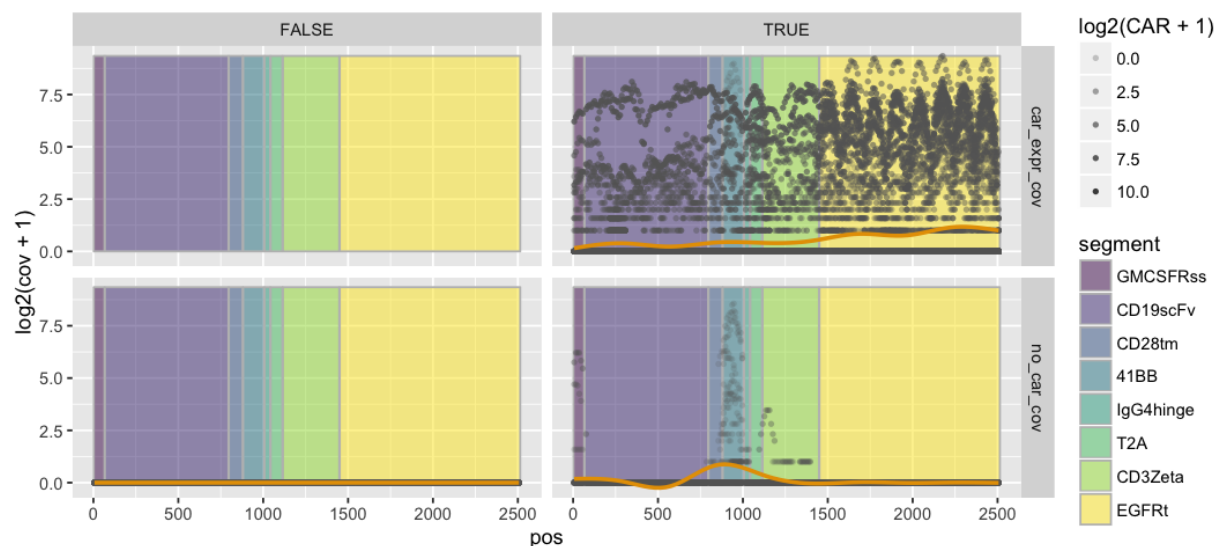 FALSE
TRUE
log2(cov + 1)
7.5
5.0
2.5
0.0
7.5
5.0
2.5
0.0
car_expr_cov
no_car_cov
0
500
1000
1500
2000
2500
0
500
1000
1500
2000
2500
pos
log2(CAR + 1)
0.0
2.5
5.0
7.5
10.0
segment
GMCSFRss
CD19scFv
CD28tm
41BB
IgG4hinge
T2A
CD3Zeta
EGFRt